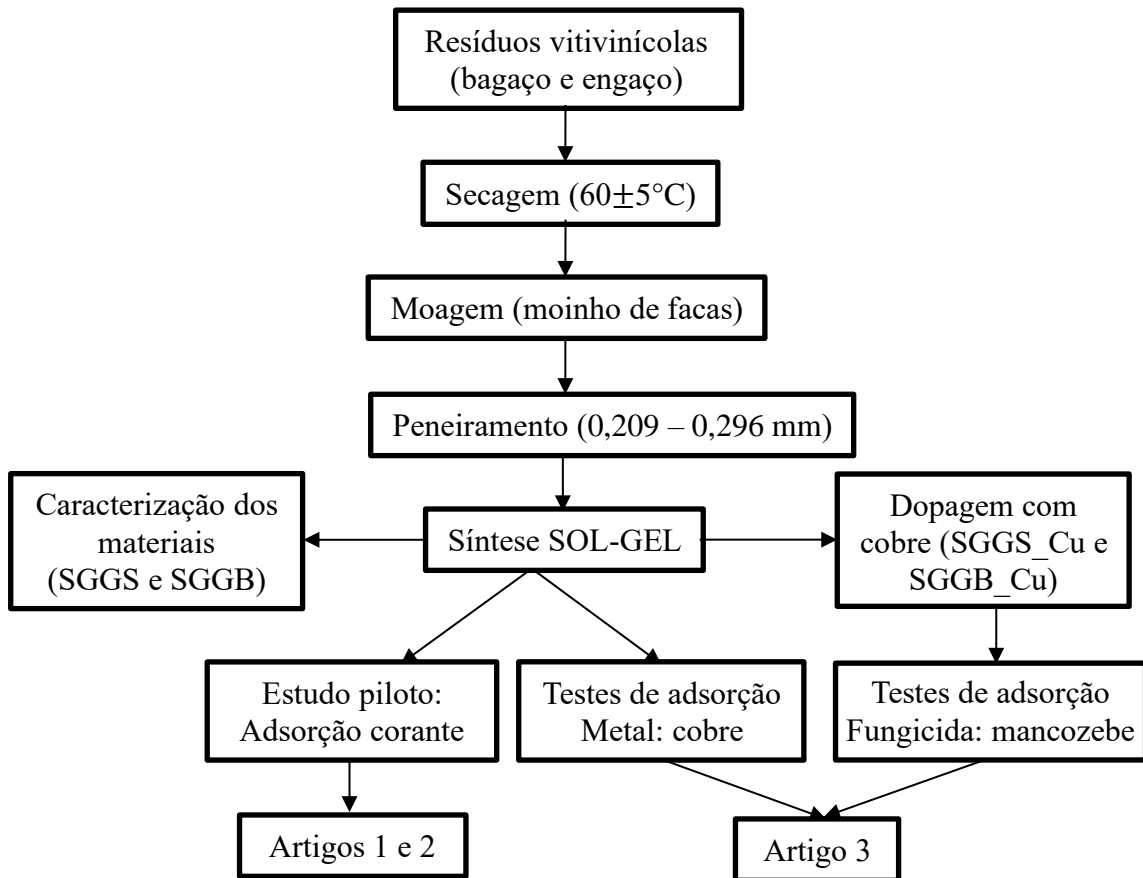 Resíduos vitivinícolas
(bagaço e engaço)
Secagem (60±5°C)
Moagem (moinho de facas)
Peneiramento (0,209 – 0,296 mm)
Caracterização dos
materiais
(SGGS e SGGB)
Síntese SOL-GEL
Dopagem com
cobre (SGGS_Cu e
SGGB_Cu)
Estudo piloto:
Adsorção corante
Testes de adsorção
Metal: cobre
Testes de adsorção
Fungicida: mancozebe
Artigos 1 e 2
Artigo 3